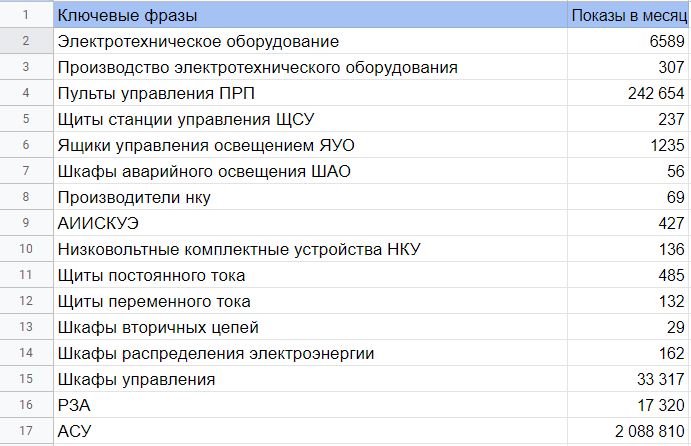 1 Ключевые фразы Показы в месяц
2 Электротехническое оборудование 6589
3 Производство электротехнического оборудования 307
4 Пульты управления ПРП 242 654
5 Щиты станции управления ЩСУ 237
6 Ящики управления освещением ЯУО 1235
7 Шкафы аварийного освещения ШАО 56
8 Производители нку 69
9 АИИСКУЭ 427
10 Низковольтные комплектные устройства НКУ 136
11 Щиты постоянного тока 485
12 Щиты переменного тока 132
13 Шкафы вторичных цепей 29
14 Шкафы распределения электроэнергии 162
15 Шкафы управления 33 317
16 РЗА 17 320
17 АСУ 2 088 810